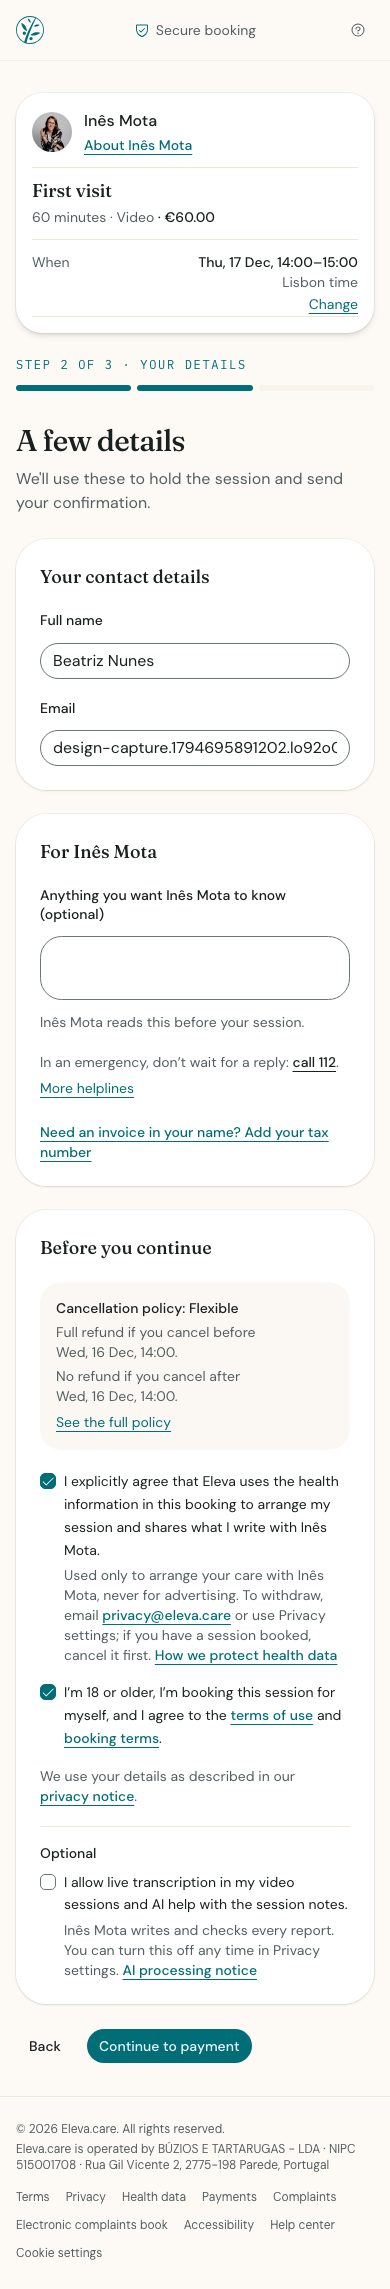 Secure booking
Inês Mota
About Inês Mota
First visit
60 minutes · Video · €60.00
When
Thu, 17 Dec, 14:00–15:00
Lisbon time
Change
STEP 2 OF 3 · YOUR DETAILS
A few details
We'll use these to hold the session and send
your confirmation.
Your contact details
Full name
Beatriz Nunes
Email
design-capture.1794695891202.lo92o
For Inês Mota
Anything you want Inês Mota to know
(optional)
Inês Mota reads this before your session.
In an emergency, don’t wait for a reply: call 112.
More helplines
Need an invoice in your name? Add your tax
number
Before you continue
Cancellation policy: Flexible
Full refund if you cancel before
Wed, 16 Dec, 14:00.
No refund if you cancel after
Wed, 16 Dec, 14:00.
See the full policy
I explicitly agree that Eleva uses the health
information in this booking to arrange my
session and shares what I write with Inês
Mota.
Used only to arrange your care with Inês
Mota, never for advertising. To withdraw,
email privacy@eleva.care or use Privacy
settings; if you have a session booked,
cancel it first. How we protect health data
I’m 18 or older, I’m booking this session for
myself, and I agree to the terms of use and
booking terms.
We use your details as described in our
privacy notice.
Optional
I allow live transcription in my video
sessions and AI help with the session notes.
Inês Mota writes and checks every report.
You can turn this off any time in Privacy
settings. AI processing notice
Back
Continue to payment
© 2026 Eleva.care. All rights reserved.
Eleva.care is operated by BÚZIOS E TARTARUGAS - LDA · NIPC
515001708 · Rua Gil Vicente 2, 2775-198 Parede, Portugal
Terms Privacy Health data Payments Complaints
Electronic complaints book Accessibility Help center
Cookie settings